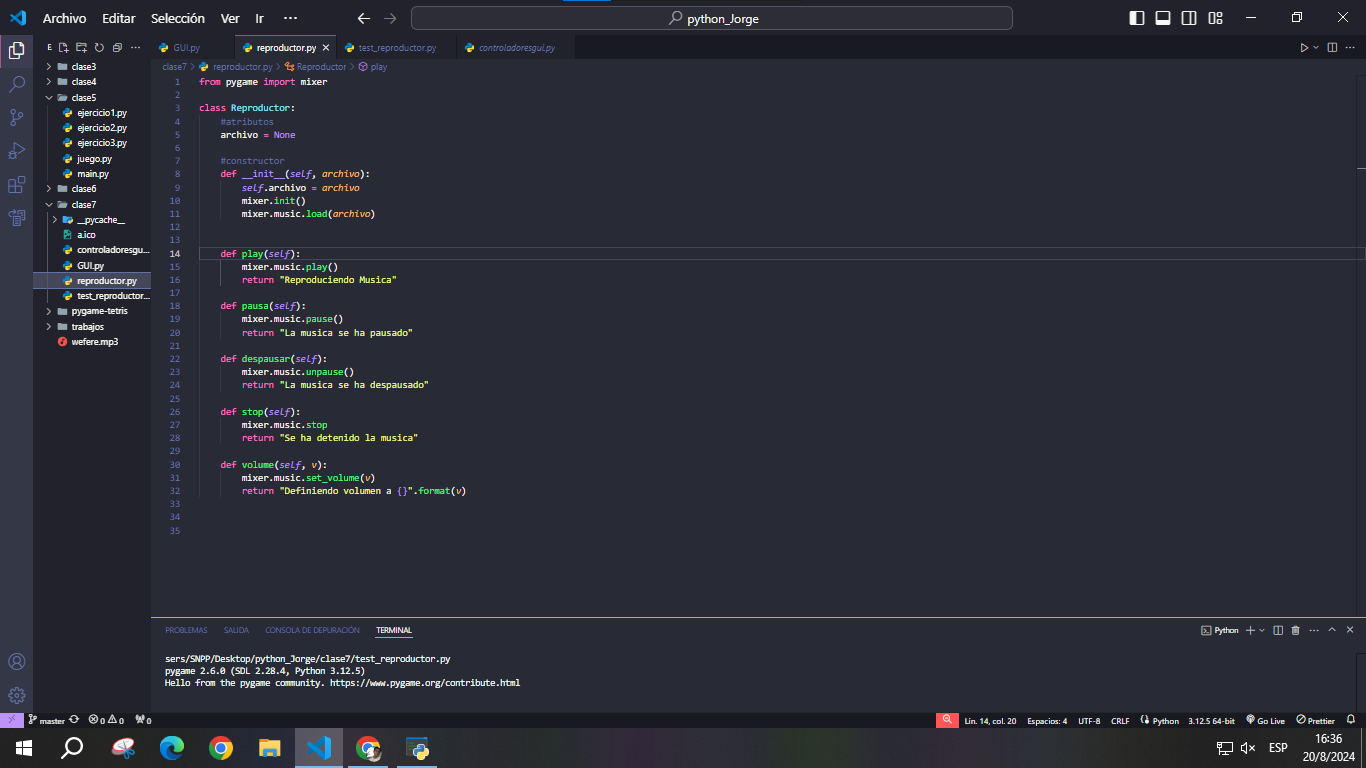 Archivo Editar Selección Ver Ir ··· python_Jorge
E GUI.py reproductor.py test_reproductor.py controladoresgui.py
clase3
clase4
clase5
ejercicio1.py
ejercicio2.py
ejercicio3.py
juego.py
main.py
clase6
clase7
__pycache__
a.ico
controladoresgu...
GUI.py
reproductor.py
test_reproductor...
pygame-tetris
trabajos
wefere.mp3
clase7 > reproductor.py > Reproductor > play
1 from pygame import mixer
2
3 class Reproductor:
4 #atributos
5 archivo = None
6
7 #constructor
8 def __init__(self, archivo):
9 self.archivo = archivo
10 mixer.init()
11 mixer.music.load(archivo)
12
13
14 def play(self):
15 mixer.music.play()
16 return "Reproduciendo Musica"
17
18 def pausa(self):
19 mixer.music.pause()
20 return "La musica se ha pausado"
21
22 def despausar(self):
23 mixer.music.unpause()
24 return "La musica se ha despausado"
25
26 def stop(self):
27 mixer.music.stop
28 return "Se ha detenido la musica"
29
30 def volume(self, v):
31 mixer.music.set_volume(v)
32 return "Definiendo volumen a {}".format(v)
33
34
35
PROBLEMAS SALIDA CONSOLA DE DEPURACIÓN TERMINAL Python
sers/SNPP/Desktop/python_Jorge/clase7/test_reproductor.py
pygame 2.6.0 (SDL 2.28.4, Python 3.12.5)
Hello from the pygame community. https://www.pygame.org/contribute.html
master 0 0 0 Lín. 14, col. 20 Espacios: 4 UTF-8 CRLF Python 3.12.5 64-bit Go Live Prettier
ESP 16:36
20/8/2024